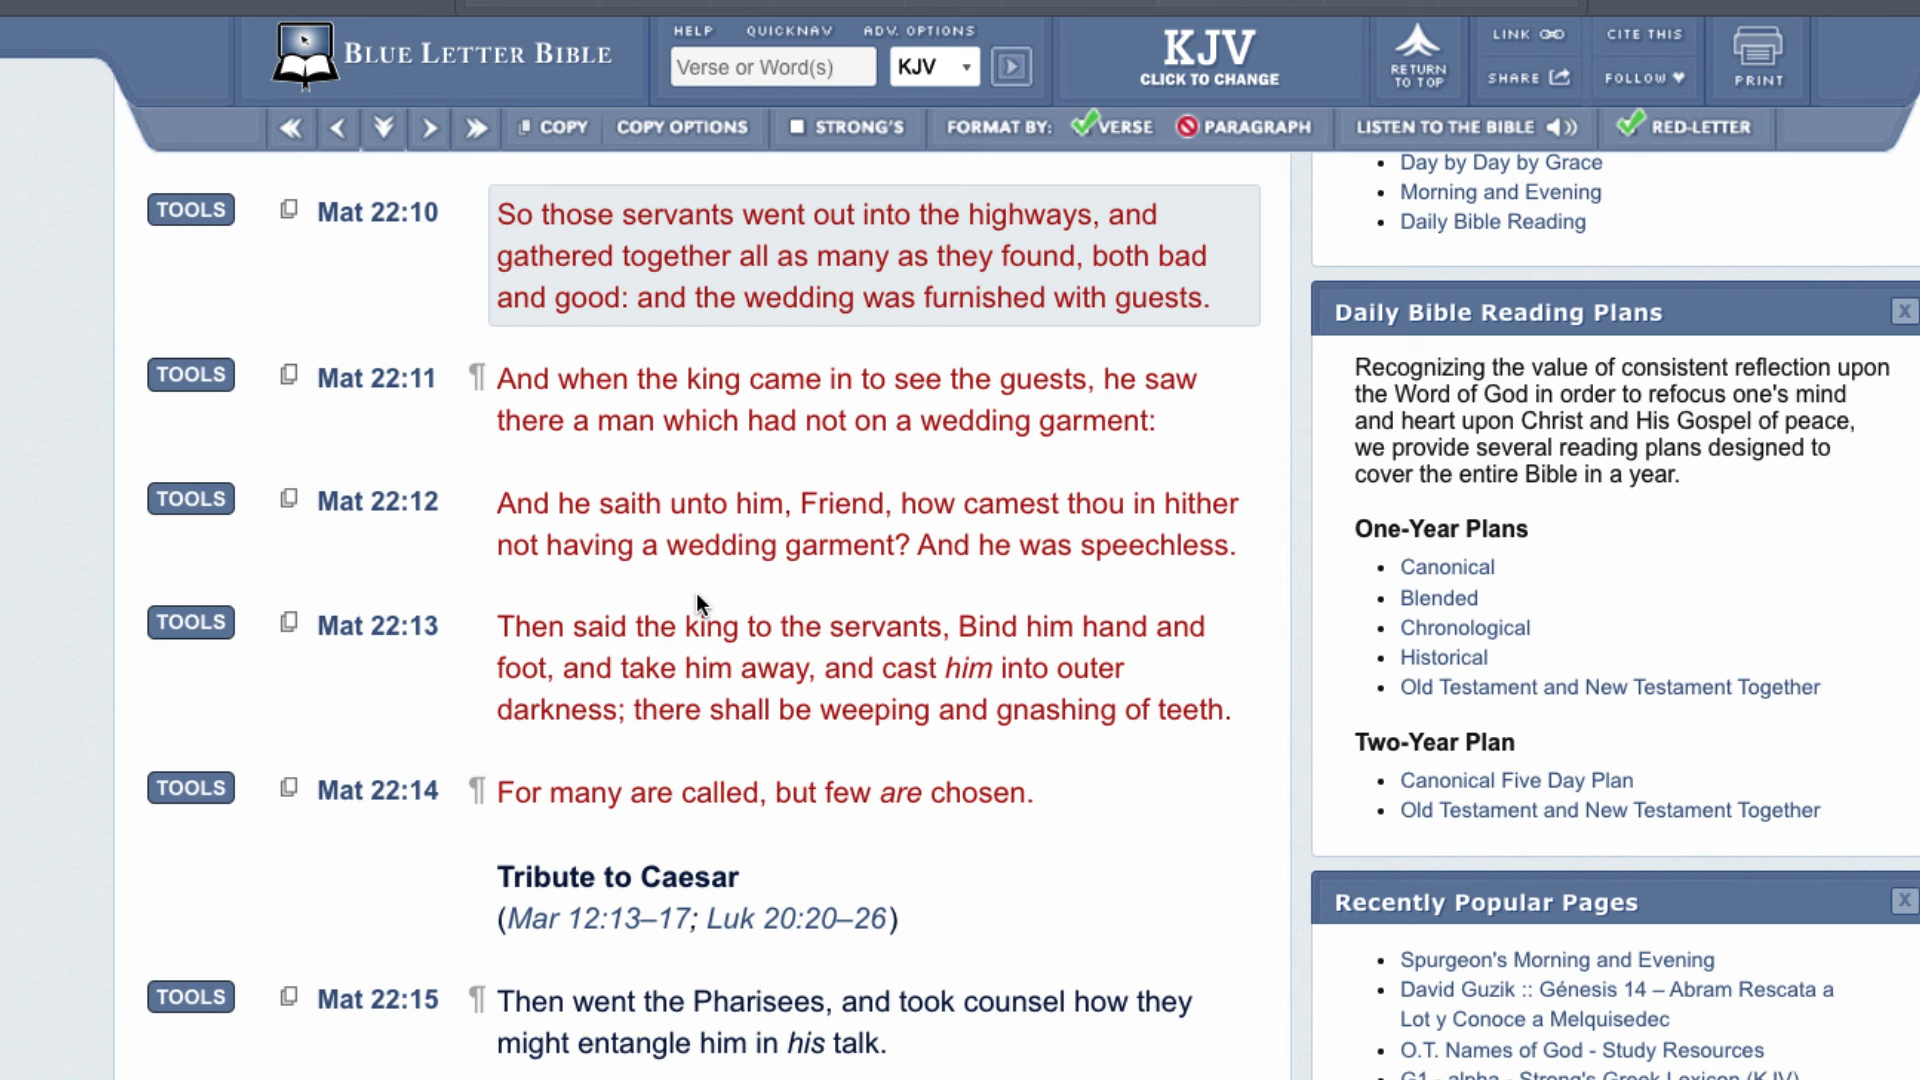 BLUE LETTER BIBLE
HELP QUICKNAV ADV. OPTIONS
Verse or Word(s) KJV
KJV
CLICK TO CHANGE
RETURN
TO TOP
LINK
SHARE
CITE THIS
FOLLOW
PRINT
COPY COPY OPTIONS STRONG'S FORMAT BY: VERSE PARAGRAPH LISTEN TO THE BIBLE RED-LETTER
TOOLS Mat 22:10 So those servants went out into the highways, and
gathered together all as many as they found, both bad
and good: and the wedding was furnished with guests.
TOOLS Mat 22:11 ¶ And when the king came in to see the guests, he saw
there a man which had not on a wedding garment:
TOOLS Mat 22:12 And he saith unto him, Friend, how camest thou in hither
not having a wedding garment? And he was speechless.
TOOLS Mat 22:13 Then said the king to the servants, Bind him hand and
foot, and take him away, and cast him into outer
darkness; there shall be weeping and gnashing of teeth.
TOOLS Mat 22:14 ¶ For many are called, but few are chosen.
Tribute to Caesar
(Mar 12:13–17; Luk 20:20–26)
TOOLS Mat 22:15 ¶ Then went the Pharisees, and took counsel how they
might entangle him in his talk.
• Day by Day by Grace
• Morning and Evening
• Daily Bible Reading
Daily Bible Reading Plans X
Recognizing the value of consistent reflection upon
the Word of God in order to refocus one's mind
and heart upon Christ and His Gospel of peace,
we provide several reading plans designed to
cover the entire Bible in a year.
One-Year Plans
• Canonical
• Blended
• Chronological
• Historical
• Old Testament and New Testament Together
Two-Year Plan
• Canonical Five Day Plan
• Old Testament and New Testament Together
Recently Popular Pages X
• Spurgeon's Morning and Evening
• David Guzik :: Génesis 14 – Abram Rescata a
Lot y Conoce a Melquisedec
• O.T. Names of God - Study Resources
• G1 - alpha - Strong's Greek Lexicon (KJV)